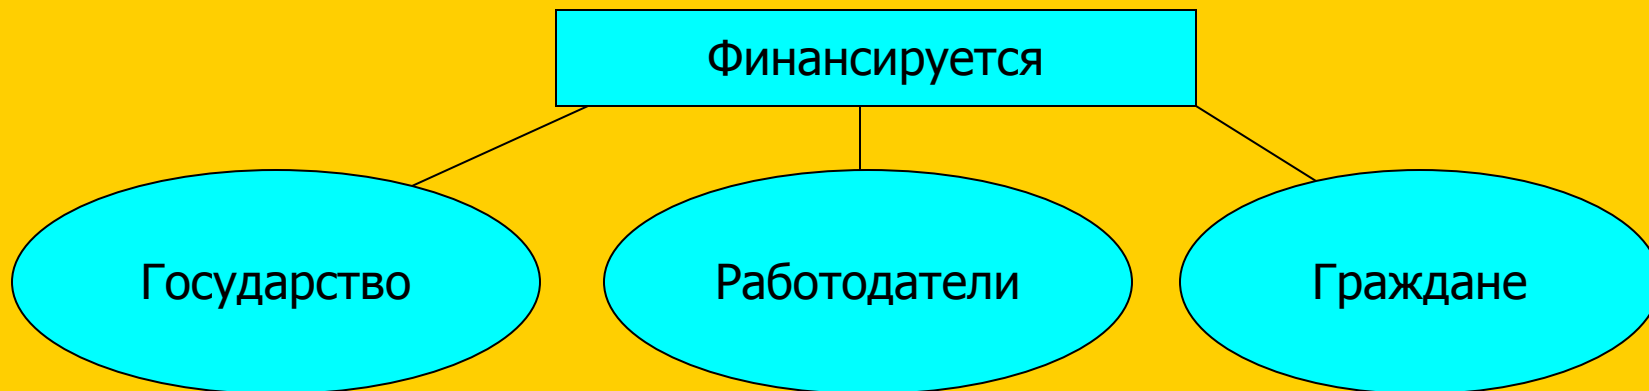 Финансируется
Государство
Работодатели
Граждане